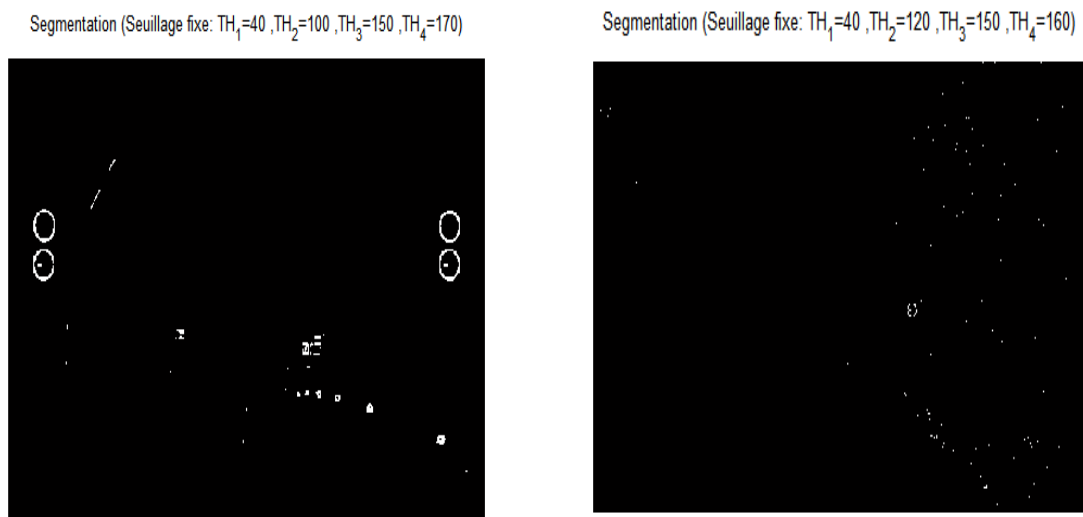 Segmentation (Seuillage fixe: TH1=40 ,TH2=100 ,TH3=150 ,TH4=170)
Segmentation (Seuillage fixe: TH1=40 ,TH2=120 ,TH3=150 ,TH4=160)